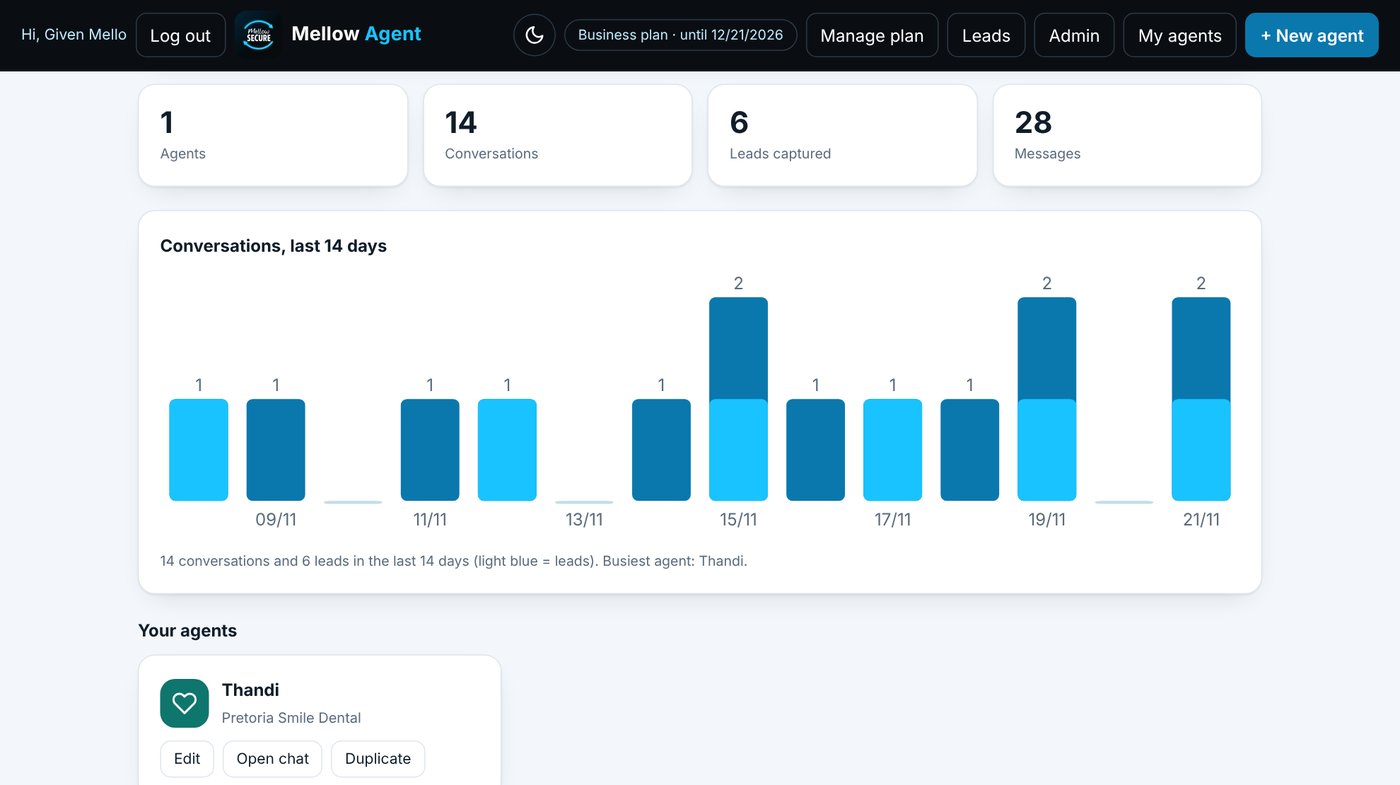 Hi, Given Mello
Log out
Mellow SECURE
Mellow Agent
Business plan · until 12/21/2026
Manage plan
Leads
Admin
My agents
+ New agent
1
Agents
14
Conversations
6
Leads captured
28
Messages
Conversations, last 14 days
1 1 1 1 1 2 1 1 1 2 2
09/11 11/11 13/11 15/11 17/11 19/11 21/11
14 conversations and 6 leads in the last 14 days (light blue = leads). Busiest agent: Thandi.
Your agents
Thandi
Pretoria Smile Dental
Edit
Open chat
Duplicate